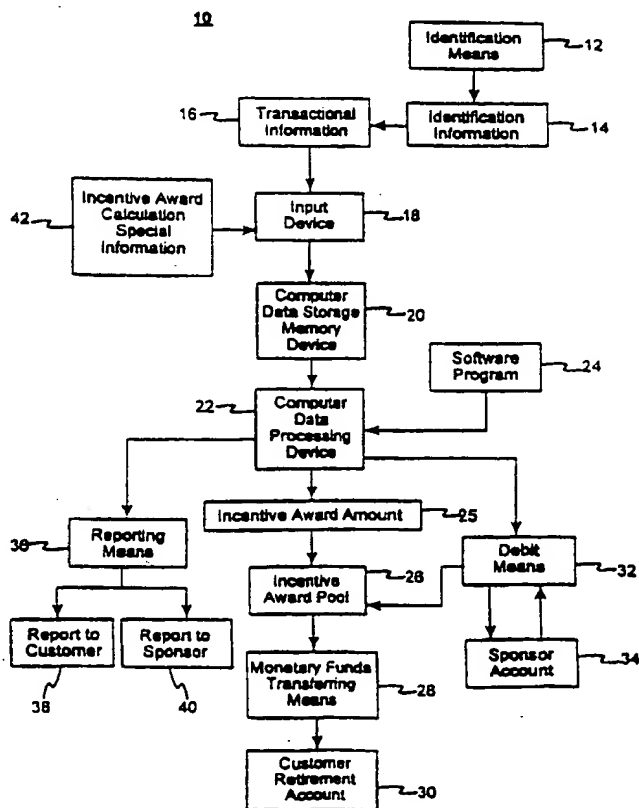 10
Identification
Means
12
16
Transactional
Information
Identification
Information
14
42
Incentive Award
Calculation
Special
Information
Input
Device
18
Computer
Data Storage
Memory
Device
20
Software
Program
24
22
Computer
Data
Processing
Device
Incentive Award Amount
25
36
Reporting
Means
Incentive
Award Pool
26
Debit
Means
32
Report to
Customer
Report to
Sponsor
38
40
Monetary Funds
Transferring
Means
28
Sponsor
Account
34
Customer
Retirement
Account
30